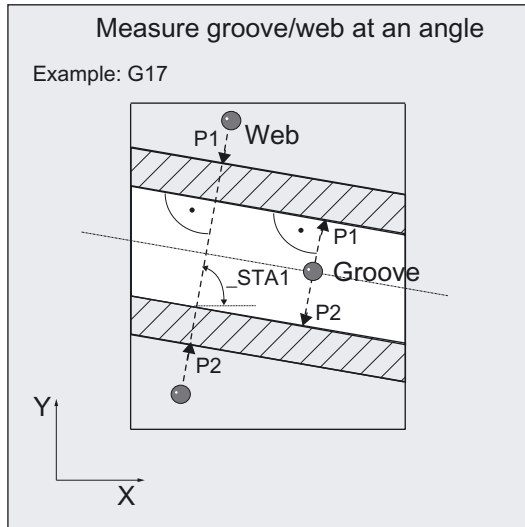 Measure groove/web at an angle
Example: G17
P1
Web
P1
Groove
_STA1
P2
P2
Y
X